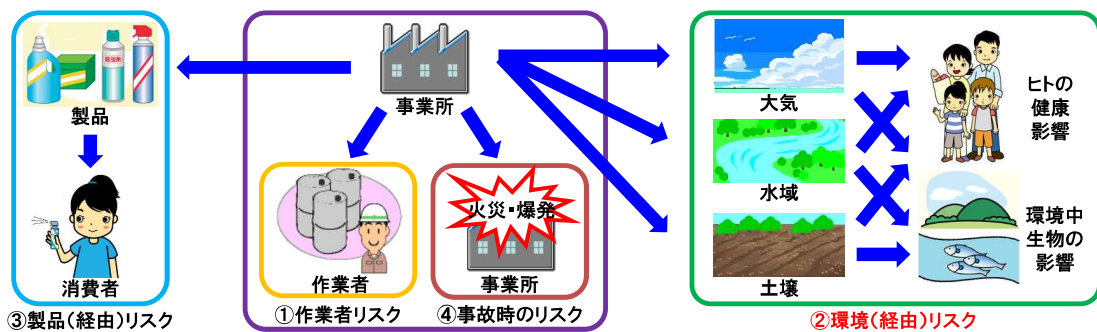 殺虫剤
製品
消費者
③製品(経由)リスク
事業所
作業者
火災・爆発
事業所
①作業者リスク
④事故時のリスク
大気
水域
土壌
ヒトの
健康
影響
環境中
生物の
影響
②環境(経由)リスク